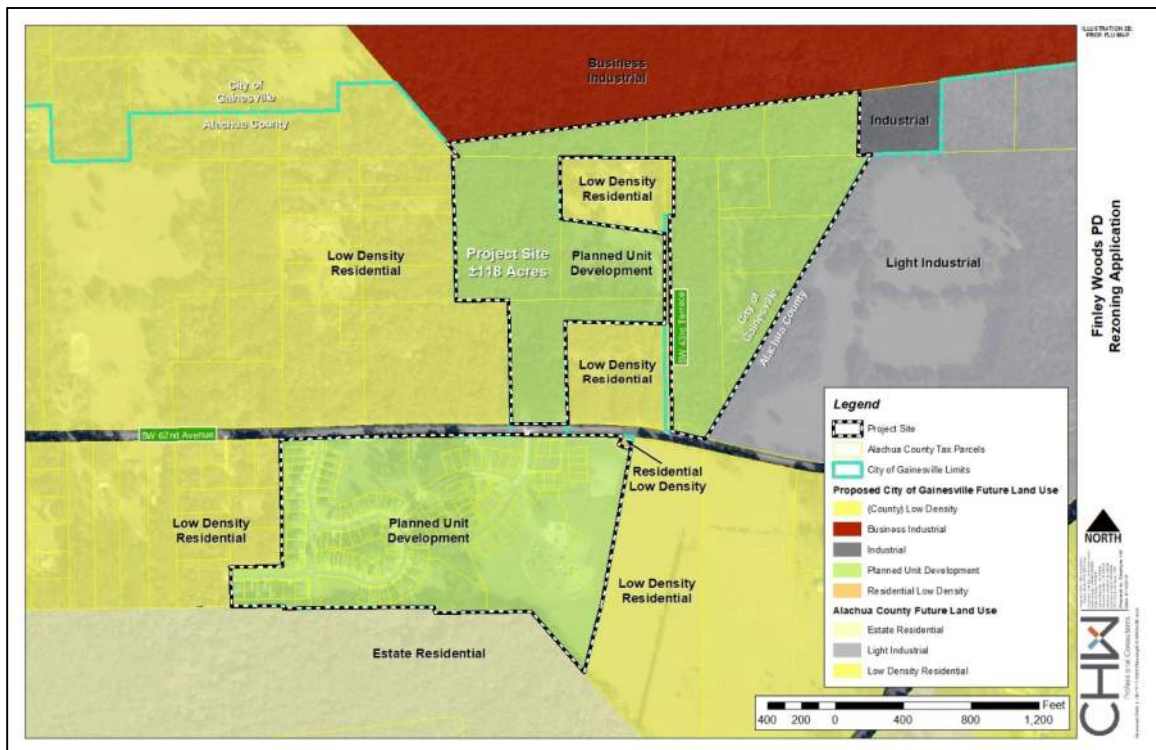 ILLUSTRATION 2E:
PROP. FLU MAP
Business
Industrial
City of
Gainesville
Alachua County
Industrial
Low Density
Residential
Low Density
Residential
Project Site
±118 Acres
Planned Unit
Development
Light Industrial
SW 43rd Terrace
City of
Gainesville
Alachua County
Low Density
Residential
Finley Woods PD
Rezoning Application
SW 62nd Avenue
Residential
Low Density
Low Density
Residential
Planned Unit
Development
Low Density
Residential
Estate Residential
Legend
Project Site
Alachua County Tax Parcels
City of Gainesville Limits
Proposed City of Gainesville Future Land Use
(County) Low Density
Business Industrial
Industrial
Planned Unit Development
Residential Low Density
Alachua County Future Land Use
Estate Residential
Light Industrial
Low Density Residential
NORTH
CHW
Professional Consultants
Feet
400 200 0 400 800 1,200